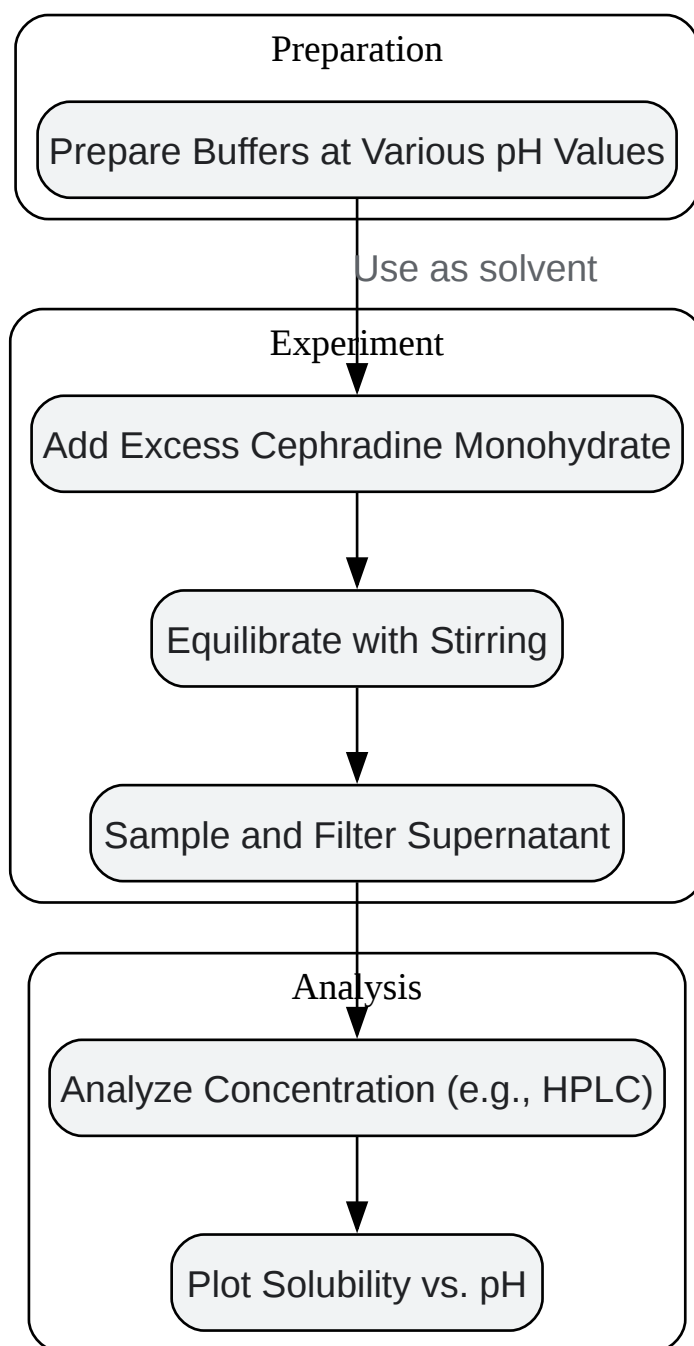 Preparation
Prepare Buffers at Various pH Values
Use as solvent
Experiment
Add Excess Cephradine Monohydrate
Equilibrate with Stirring
Sample and Filter Supernatant
Analysis
Analyze Concentration (e.g., HPLC)
Plot Solubility vs. pH